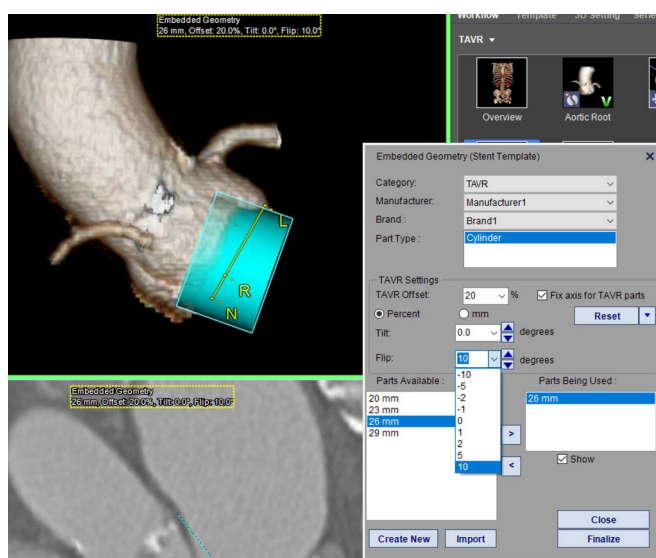 Embedded Geometry
26 mm, Offset: 20.0%, Tilt: 0.0°, Flip: 10.0°
L
R
N
Embedded Geometry
26 mm, Offset: 20.0%, Tilt: 0.0°, Flip: 10.0°
Workflow Template 3D Setting
TAVR
Overview
Aortic Root
V
Embedded Geometry (Stent Template)
Category: TAVR
Manufacturer: Manufacturer1
Brand : Brand1
Part Type : Cylinder
TAVR Settings
TAVR Offset: 20 % Fix axis for TAVR parts
Percent mm Reset
Tilt: 0.0 degrees
Flip: 10 degrees
-10
-5
-2
-1
0
1
2
5
10
Parts Available :
20 mm
23 mm
26 mm
29 mm
>
<
Parts Being Used :
26 mm
Show
Create New Import
Close
Finalize